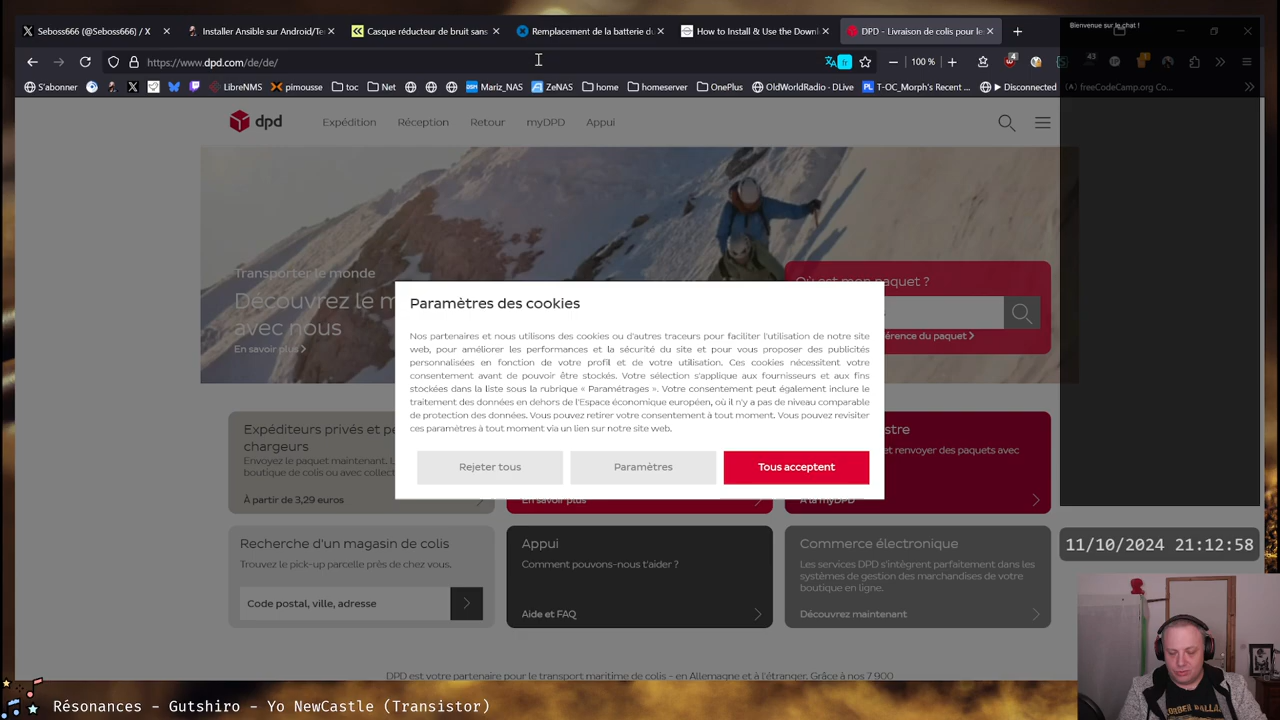 Seboss666 (@Seboss666) / X
Installer Ansible sur Android/Te
Casque réducteur de bruit sans
Remplacement de la batterie du
How to Install & Use the Downl
DPD - Livraison de colis pour le
Bienvenue sur le chat !
https://www.dpd.com/de/de/
fr
100 %
4
43
1
S'abonner
LibreNMS
plmousse
toc
Net
Mariz_NAS
ZeNAS
home
homeserver
OnePlus
OldWorldRadio - DLive
T-OC_Morph's Recent ...
Disconnected
freeCodeCamp.org Co...
dpd
Expédition
Réception
Retour
myDPD
Appui
Transporter le monde
Découvrez le m
avec nous
En savoir plus
Où est mon paquet ?
érence du paquet
Paramètres des cookies
Nos partenaires et nous utilisons des cookies ou d'autres traceurs pour faciliter l'utilisation de notre site
web, pour améliorer les performances et la sécurité du site et pour vous proposer des publicités
personnalisées en fonction de votre profil et de votre utilisation. Ces cookies nécessitent votre
consentement avant de pouvoir être stockés. Votre sélection s'applique aux fournisseurs et aux fins
stockées dans la liste sous la rubrique « Paramétrages ». Votre consentement peut également inclure le
traitement des données en dehors de l'Espace économique européen, où il n'y a pas de niveau comparable
de protection des données. Vous pouvez retirer votre consentement à tout moment. Vous pouvez revisiter
ces paramètres à tout moment via un lien sur notre site web.
Rejeter tous
Paramètres
Tous acceptent
Expéditeurs privés et pe
chargeurs
Envoyez le paquet maintenant. L
boutique de colis ou avec collect
À partir de 3,29 euros
En savoir plus
stre
et renvoyer des paquets avec
À la myDPD
Recherche d'un magasin de
colis
Trouvez le pick-up parcelle près de chez vous.
Code postal, ville, adresse
Appui
Comment pouvons-nous t'aider ?
Aide et FAQ
Commerce électronique
Les services DPD s'intègrent parfaitement dans les
systèmes de gestion des marchandises de votre
boutique en ligne.
Découvrez maintenant
DPD est votre partenaire pour le transport maritime de colis - en Allemagne et à l'étranger. Grâce à nos 7 900
11/10/2024 21:12:58
Résonances - Gutshiro - Yo NewCastle (Transistor)